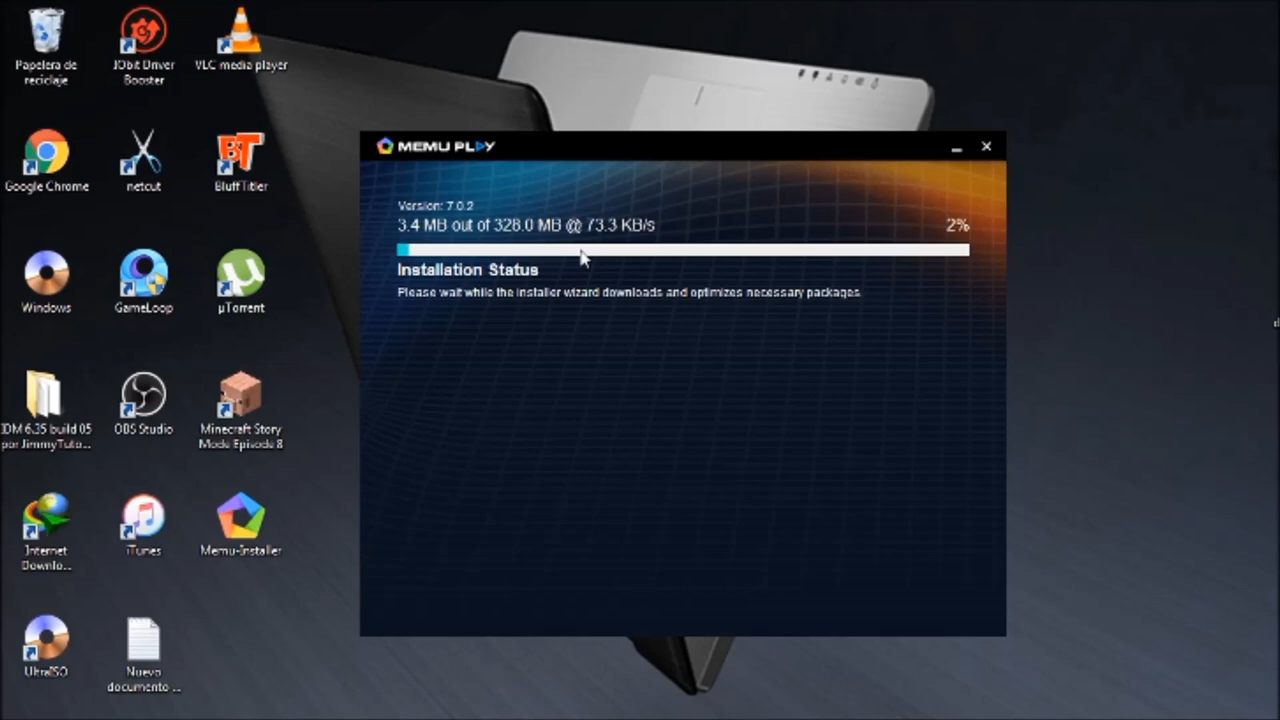 Papelera de
reciclaje
IObit Driver
Booster
VLC media player
Google Chrome
netcut
BluffTitler
Windows
GameLoop
µTorrent
IDM 6.35 build 05
por JimmyTuto...
OBS Studio
Minecraft Story
Mode Episode 8
Internet
Downlo...
iTunes
Memu-Installer
UltraISO
Nuevo
documento ...
MEMU PLAY
Version: 7.0.2
3.4 MB out of 328.0 MB @ 73.3 KB/s
2%
Installation Status
Please wait while the installer wizard downloads and optimizes necessary packages.